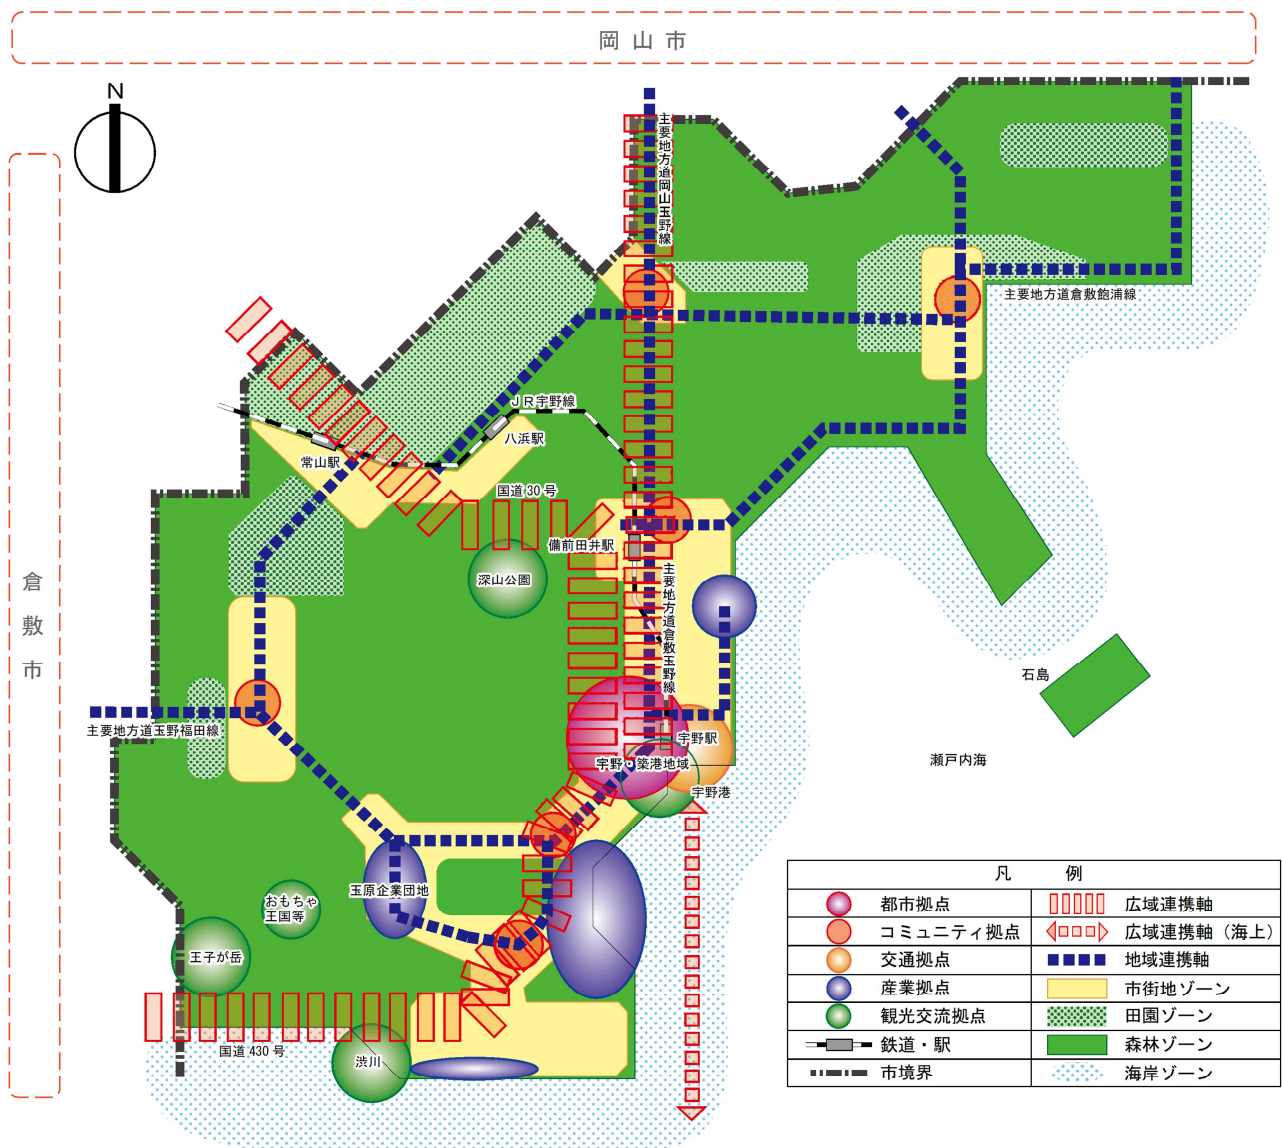 岡山市
N
倉敷市
主要地方道岡山玉野線
主要地方道倉敷飽浦線
JR宇野線
八浜駅
常山駅
国道30号
備前田井駅
深山公園
主要地方道倉敷玉野線
石島
主要地方道玉野福田線
宇野駅
宇野・築港地域
宇野港
瀬戸内海
玉原企業団地
おもちゃ
王国等
王子が岳
国道430号
渋川
凡例
都市拠点
広域連携軸
コミュニティ拠点
広域連携軸（海上）
交通拠点
地域連携軸
産業拠点
市街地ゾーン
観光交流拠点
田園ゾーン
鉄道・駅
森林ゾーン
市境界
海岸ゾーン